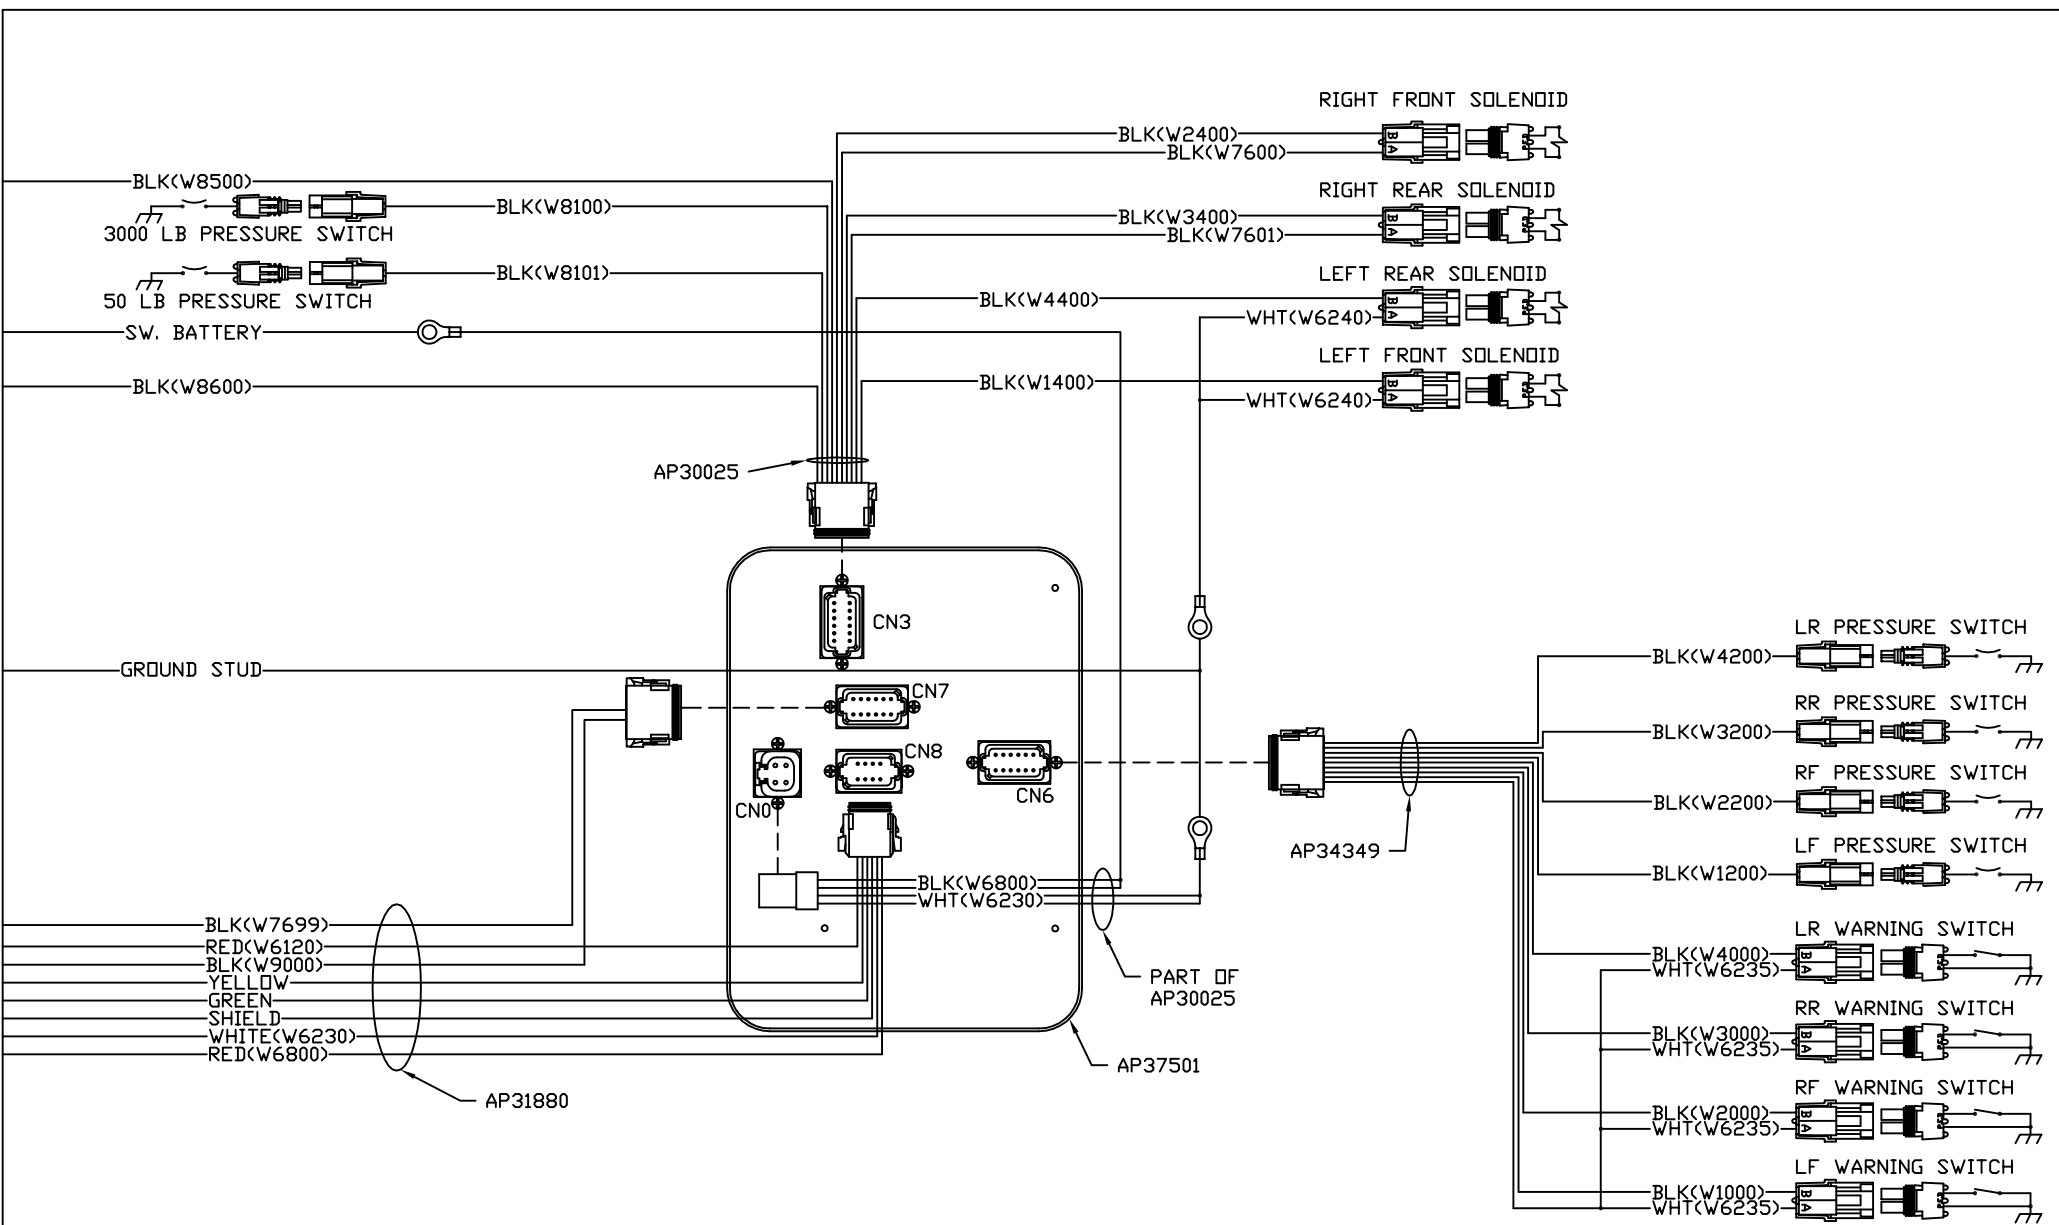 RIGHT FRONT SOLENOID
BLK(W2400)
B
A
BLK(W7600)
BLK(W8500)
RIGHT REAR SOLENOID
BLK(W8100)
BLK(W3400)
B
A
3000 LB PRESSURE SWITCH
BLK(W7601)
BLK(W8101)
LEFT REAR SOLENOID
50 LB PRESSURE SWITCH
BLK(W4400)
B
A
WHT(W6240)
SW. BATTERY
LEFT FRONT SOLENOID
BLK(W8600)
BLK(W1400)
B
A
WHT(W6240)
AP30025
CN3
LR PRESSURE SWITCH
BLK(W4200)
GROUND STUD
CN7
RR PRESSURE SWITCH
BLK(W3200)
CN8
RF PRESSURE SWITCH
CN6
BLK(W2200)
CN0
AP34349
LF PRESSURE SWITCH
BLK(W1200)
BLK(W6800)
WHT(W6230)
BLK(W7699)
LR WARNING SWITCH
RED(W6120)
BLK(W4000)
B
A
BLK(W9000)
WHT(W6235)
YELLOW
PART OF
AP30025
GREEN
RR WARNING SWITCH
SHIELD
WHITE(W6230)
BLK(W3000)
B
A
RED(W6800)
WHT(W6235)
AP37501
AP31880
RF WARNING SWITCH
BLK(W2000)
B
A
WHT(W6235)
LF WARNING SWITCH
BLK(W1000)
B
A
WHT(W6235)